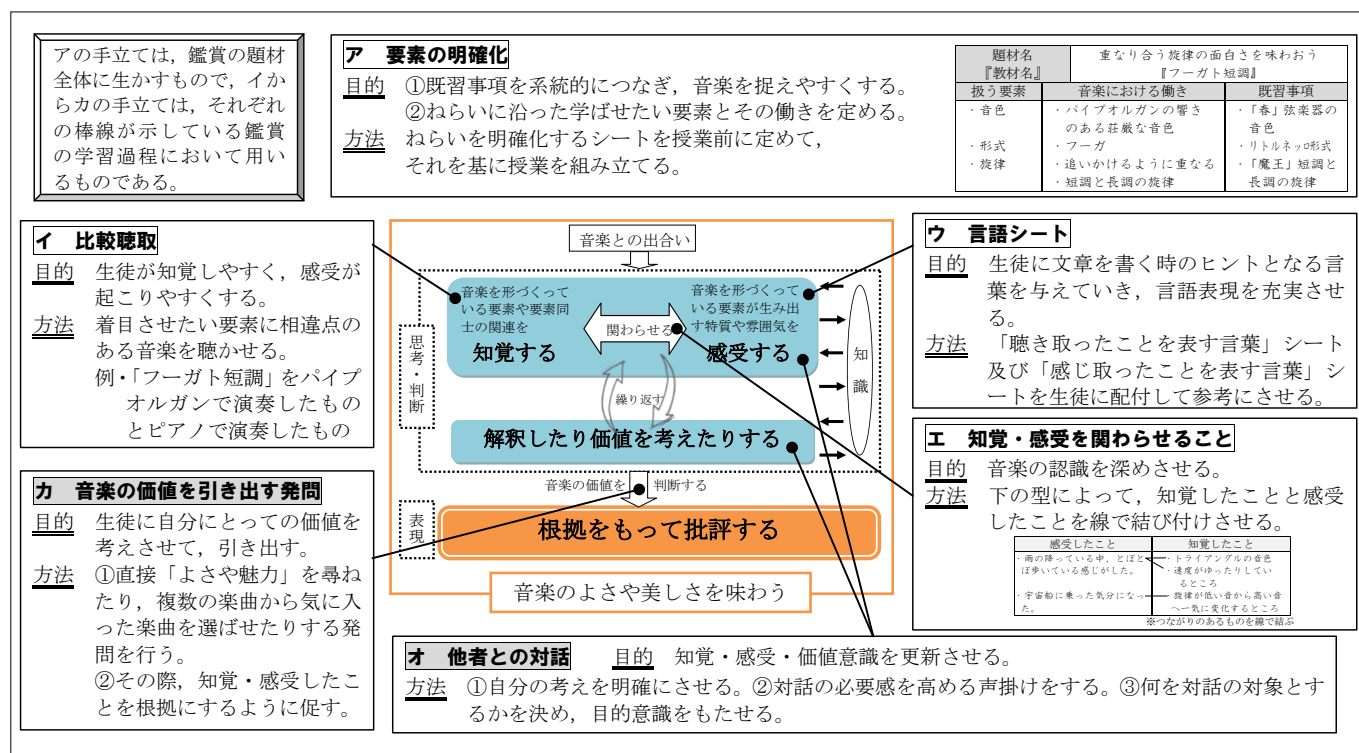 アの手立ては，鑑賞の題材
全体に生かすもので，イか
らカの手立ては，それぞれ
の棒線が示している鑑賞
の学習過程において用い
るものである。
ア　要素の明確化
目的　①既習事項を系統的につなぎ，音楽を捉えやすくする。
②ねらいに沿った学ばせたい要素とその働きを定める。
方法　ねらいを明確化するシートを授業前に定めて，
それを基に授業を組み立てる。
題材名
『教材名』
重なり合う旋律の面白さを味わおう
『フーガト短調』
扱う要素　音楽における働き　既習事項
・音色　・パイプオルガンの響き　・「春」弦楽器の
のある荘厳な音色　音色
・形式　・フーガ　・リトルネッロ形式
・旋律　・追いかけるように重なる　・「魔王」短調と
・短調と長調の旋律　長調の旋律
イ　比較聴取
目的　生徒が知覚しやすく，感受が
起こりやすくする。
方法　着目させたい要素に相違点の
ある音楽を聴かせる。
例・「フーガト短調」をパイプ
オルガンで演奏したもの
とピアノで演奏したもの
音楽との出合い
思考・判断
音楽を形づくって
いる要素や要素同
士の関連を
知覚する
関わらせる
音楽を形づくって
いる要素が生み出
す特質や雰囲気を
感受する
知識
繰り返す
解釈したり価値を考えたりする
音楽の価値を　判断する
表現
根拠をもって批評する
音楽のよさや美しさを味わう
ウ　言語シート
目的　生徒に文章を書く時のヒントとなる言
葉を与えていき，言語表現を充実させ
る。
方法　「聴き取ったことを表す言葉」シート
及び「感じ取ったことを表す言葉」シ
ートを生徒に配付して参考にさせる。
エ　知覚・感受を関わらせること
目的　音楽の認識を深めさせる。
方法　下の型によって，知覚したことと感受
したことを線で結び付けさせる。
感受したこと　知覚したこと
・雨の降っている中，とぼと　・トライアングルの音色
ぼ歩いている感じがした。　・速度がゆったりしてい
るところ
・宇宙船に乗った気分になっ　・旋律が低い音から高い音
た。　へ一気に変化するところ
※つながりのあるものを線で結ぶ
カ　音楽の価値を引き出す発問
目的　生徒に自分にとっての価値を
考えさせて，引き出す。
方法　①直接「よさや魅力」を尋ね
たり，複数の楽曲から気に入
った楽曲を選ばせたりする発
問を行う。
②その際，知覚・感受したこ
とを根拠にするように促す。
オ　他者との対話　目的　知覚・感受・価値意識を更新させる。
方法　①自分の考えを明確にさせる。②対話の必要感を高める声掛けをする。③何を対話の対象とす
るかを決め，目的意識をもたせる。